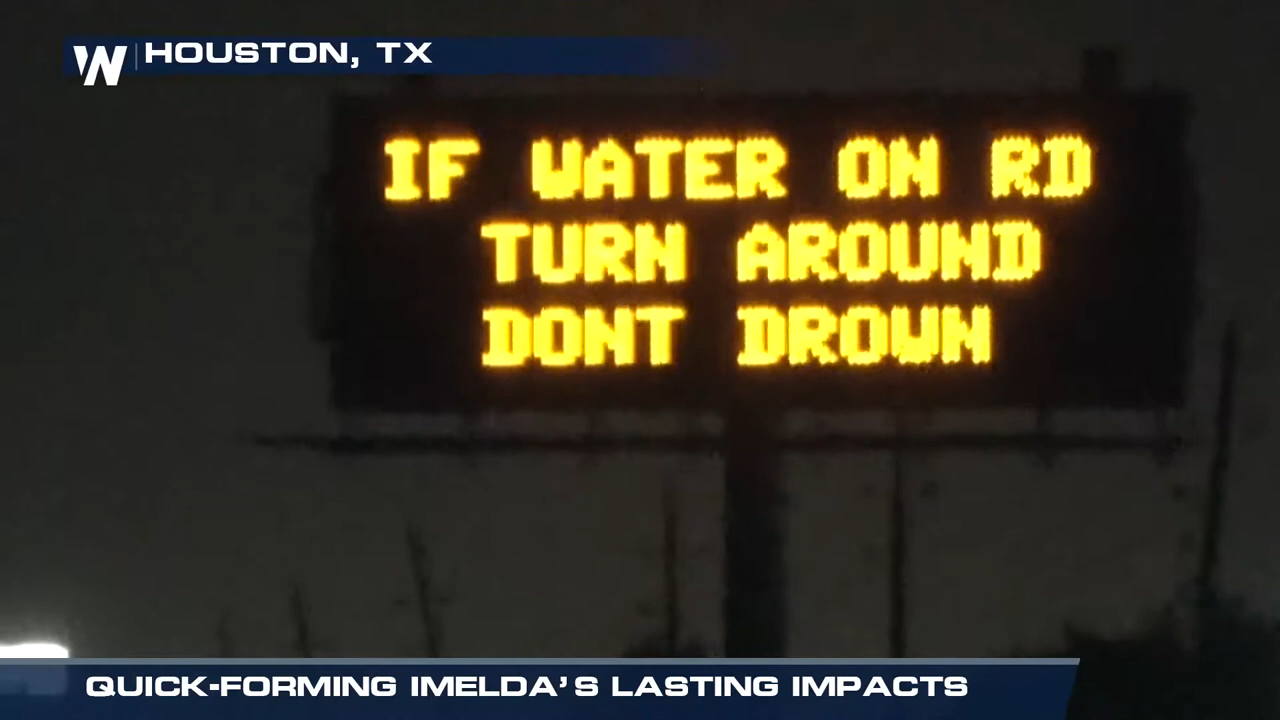 W HOUSTON, TX
IF WATER ON RD
TURN AROUND
DONT DROWN
QUICK-FORMING IMELDA'S LASTING IMPACTS